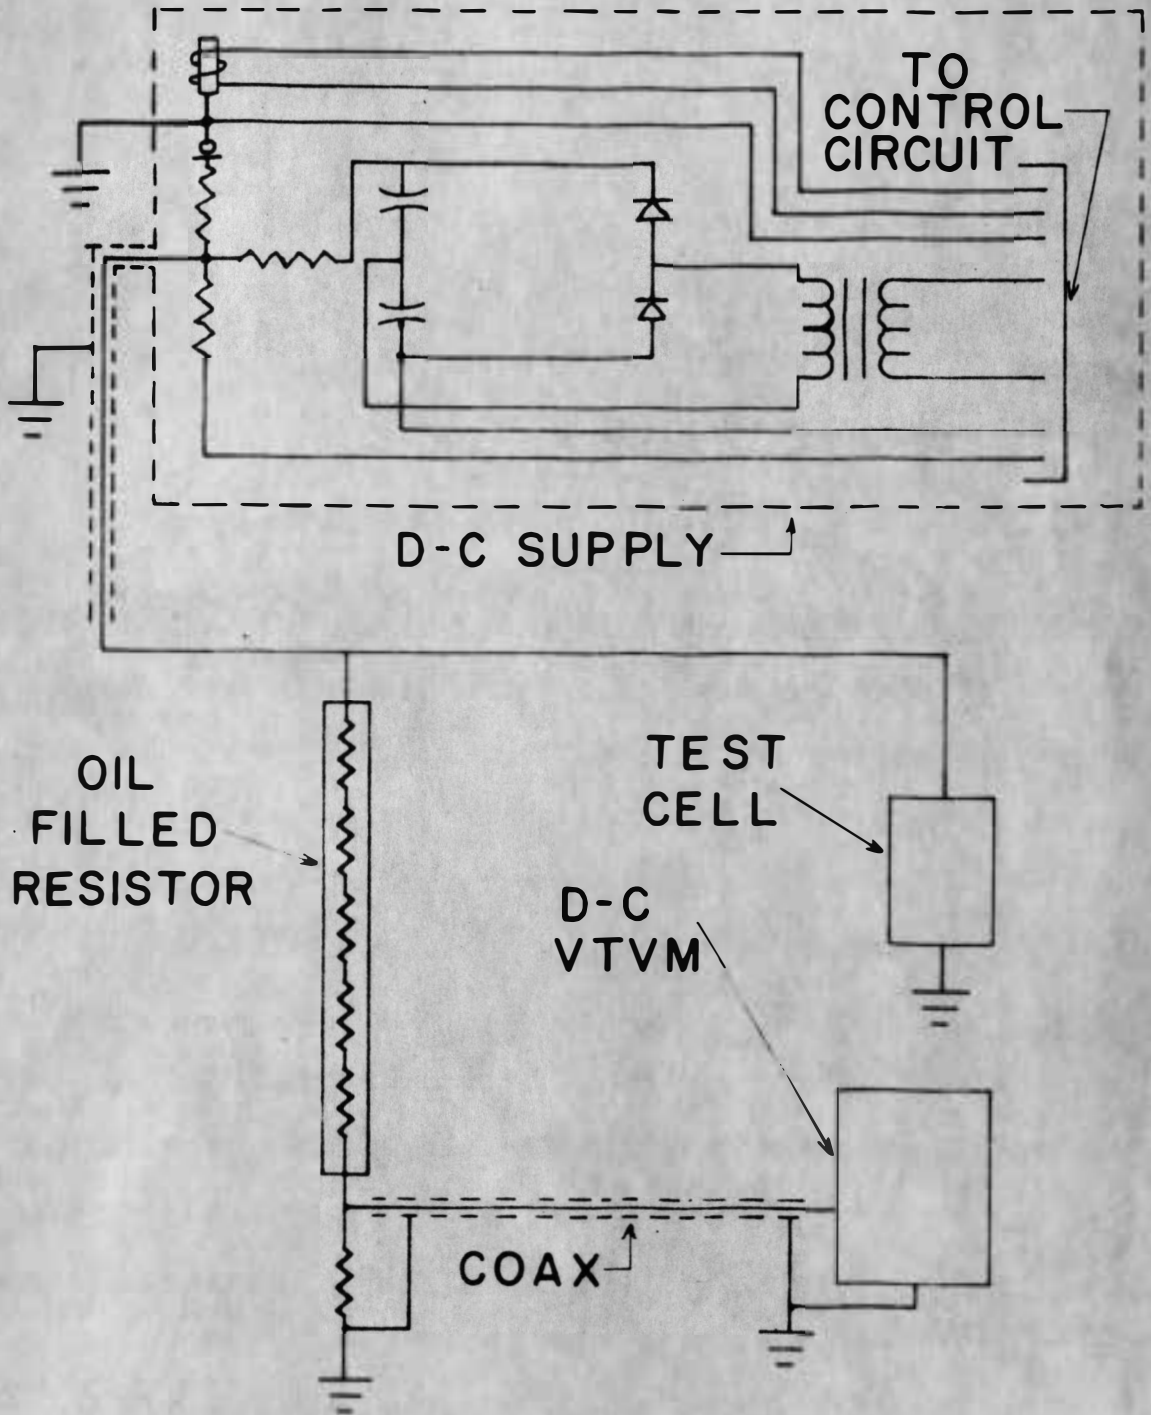 TO
CONTROL
CIRCUIT
D-C SUPPLY
OIL
FILLED
RESISTOR
TEST
CELL
D-C
VTVM
COAX